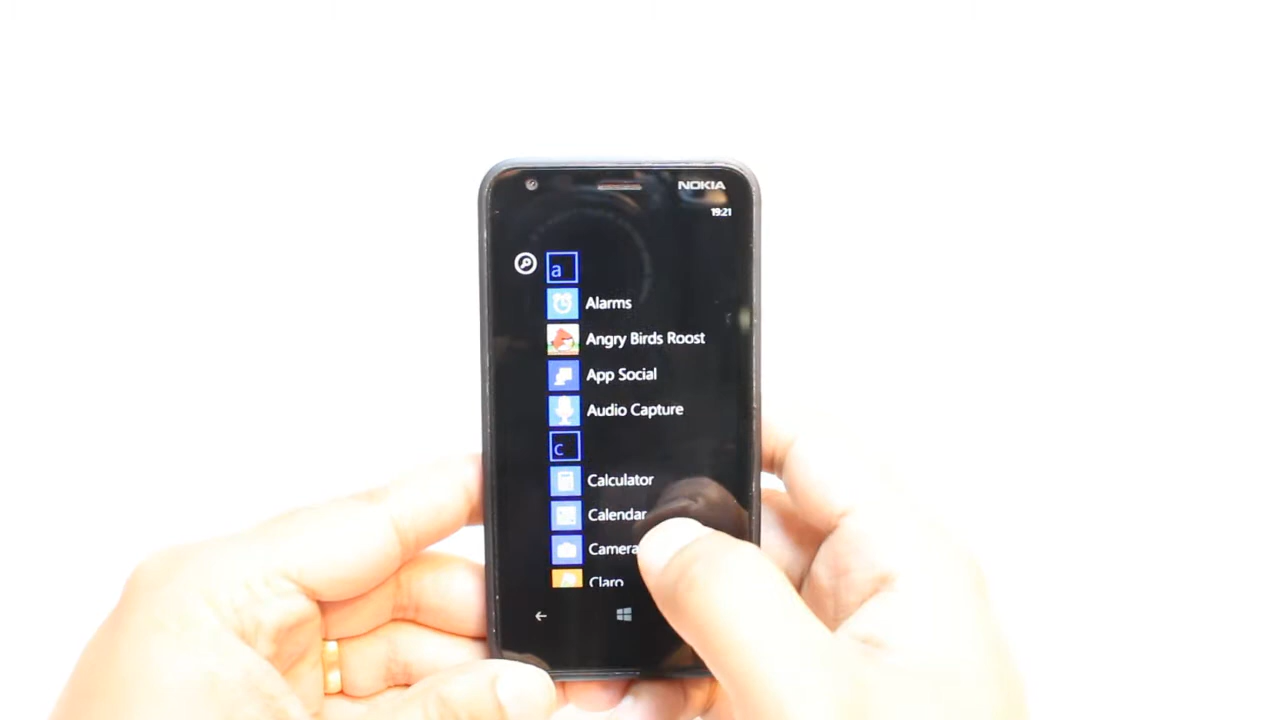 NOKIA
19:21
a
Alarms
Angry Birds Roost
App Social
Audio Capture
c
Calculator
Calendar
Camera
Claro